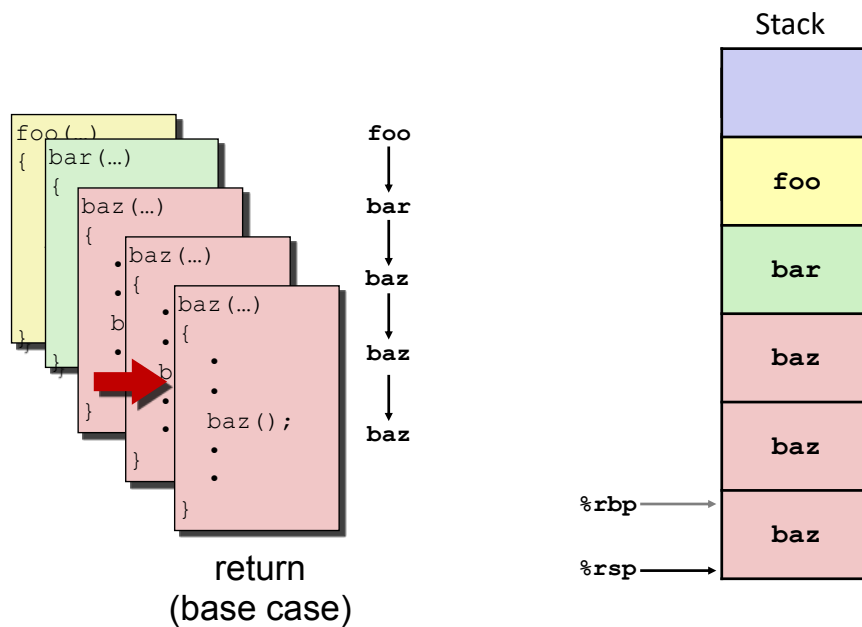 Stack
foo(…)
{
}
bar(…)
{
}
baz(…)
{
•
•
b
•
}
baz(…)
{
•
•
b
•
•
}
baz(…)
{
•
•
baz();
•
•
}
return
(base case)
foo
bar
baz
baz
baz
foo
bar
baz
baz
baz
%rbp
%rsp